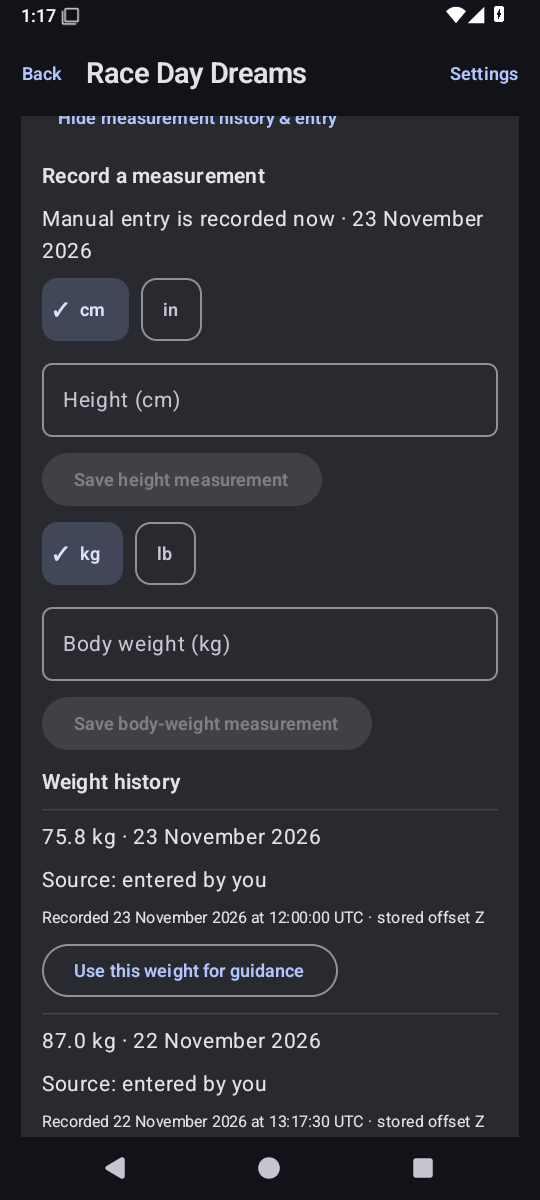 1:17
Back Race Day Dreams Settings
Hide measurement history & entry
Record a measurement
Manual entry is recorded now · 23 November
2026
✓ cm in
Height (cm)
Save height measurement
✓ kg lb
Body weight (kg)
Save body-weight measurement
Weight history
75.8 kg · 23 November 2026
Source: entered by you
Recorded 23 November 2026 at 12:00:00 UTC · stored offset Z
Use this weight for guidance
87.0 kg · 22 November 2026
Source: entered by you
Recorded 22 November 2026 at 13:17:30 UTC · stored offset Z